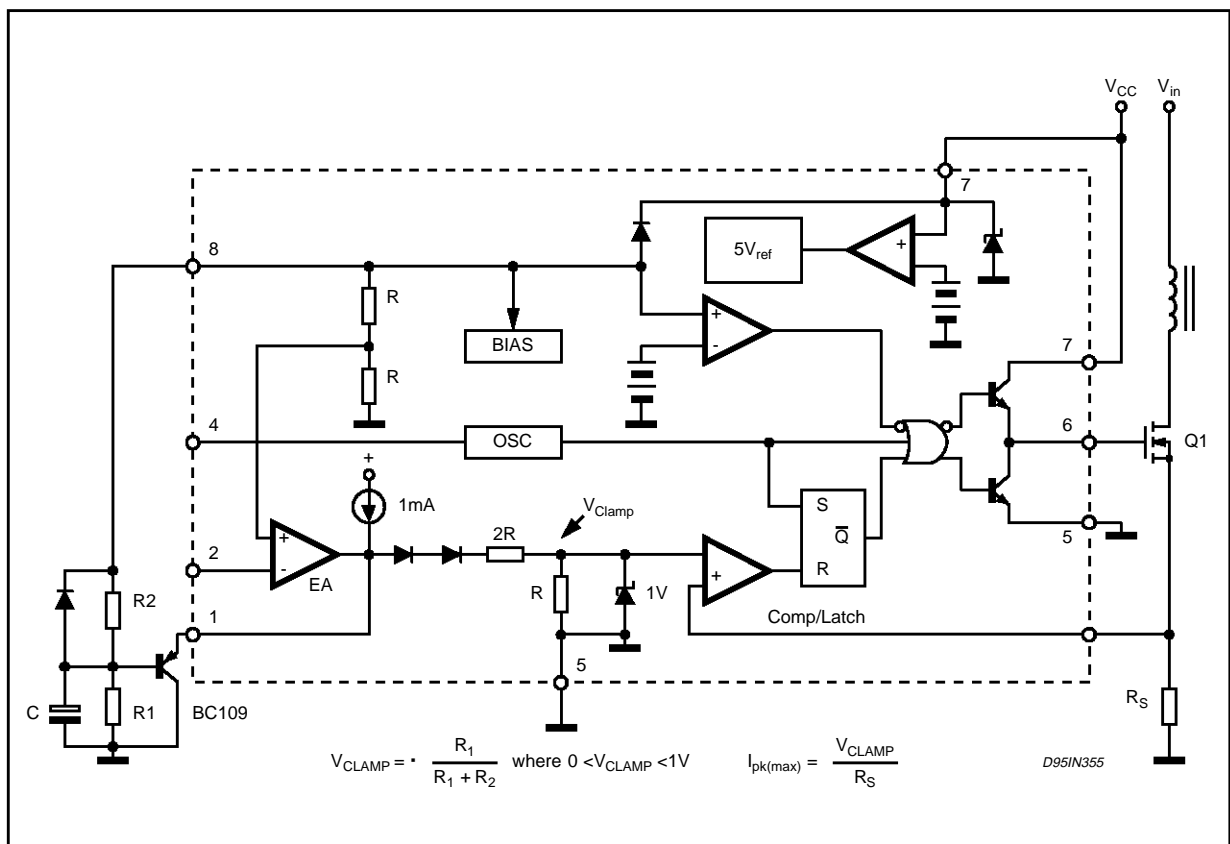 VCC Vin
7
8
5Vref
+
R
+
-
BIAS
R
7
4
OSC
6
Q1
+
1mA
VClamp
S
Q̅
R
2R
5
2
+
-
EA
R
1V
+
R2
Comp/Latch
1
5
C
R1
BC109
RS
VCLAMP = · R1 / (R1 + R2) where 0 <VCLAMP <1V Ipk(max) = VCLAMP / RS
D95IN355